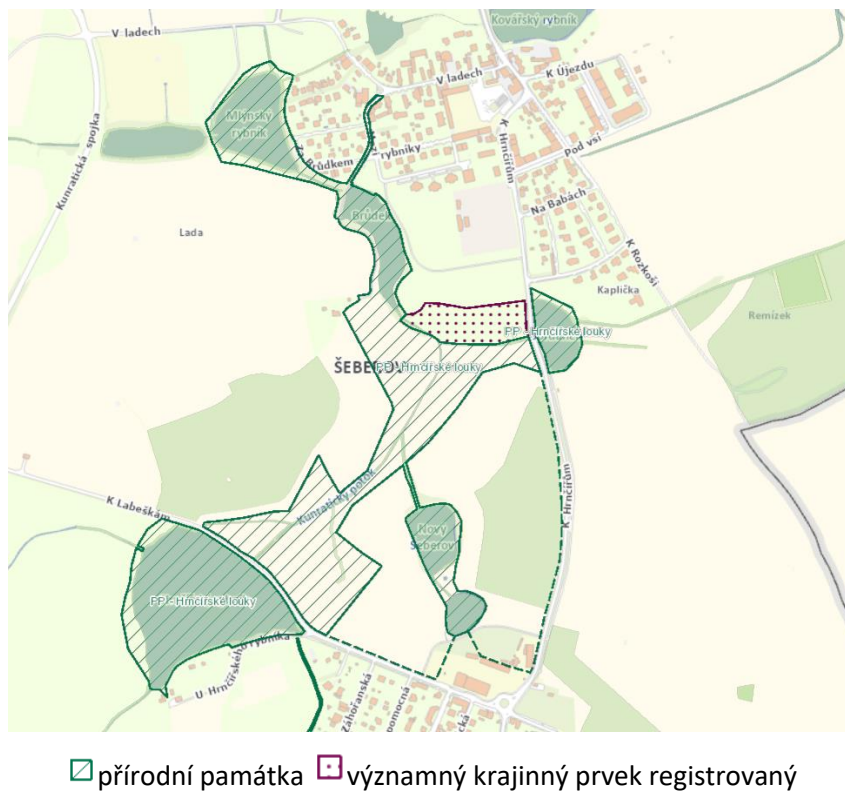 Kovářský rybník
V ladech
V ladech
K Újezdu
Mlýnský
rybník
Za Brůdkem
Mezi rybníky
K Hrnčířům
Pod vsí
Kunratická - spojka
Brůdek
Na Babách
Lada
K Rozkoši
Kaplička
Remízek
PP - Hrnčířské louky
ŠEBEROV
PP - Hrnčířské louky
Kunratický potok
K Labeškám
K Hrnčířům
Nový
Šeberov
PP - Hrnčířské louky
U Hrnčířského rybníka
Záhořanská
přírodní památka významný krajinný prvek registrovaný